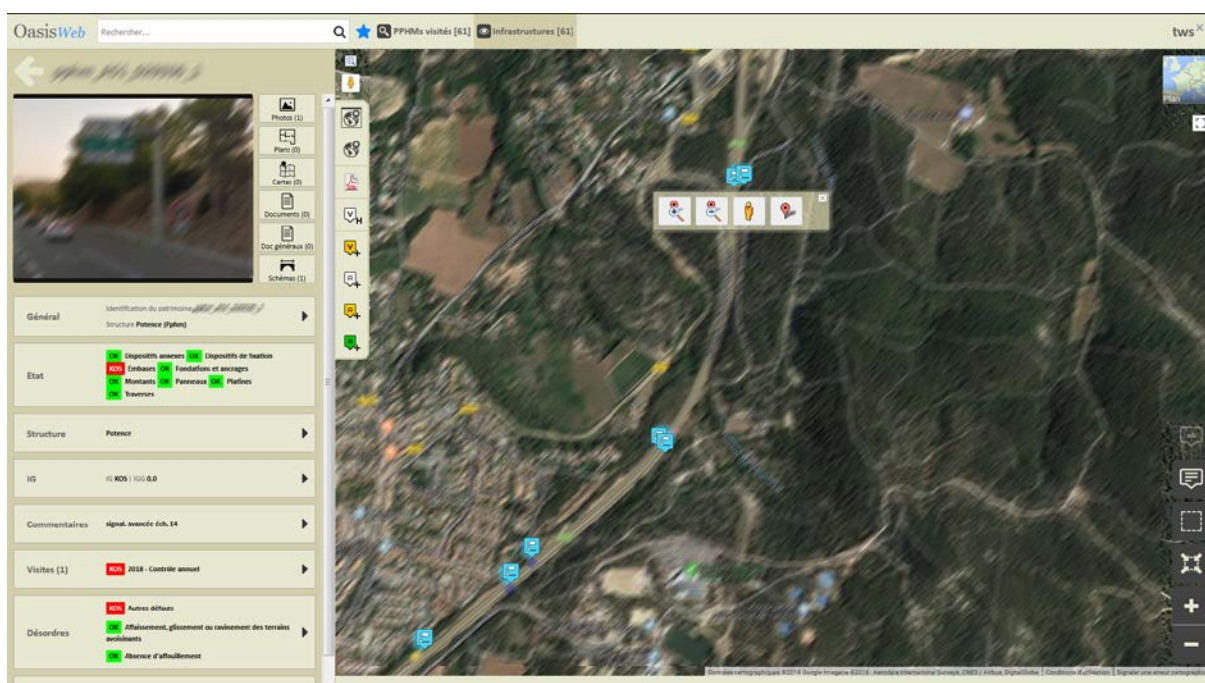 OasisWeb
Rechercher...
PPHMs visités [61]
Infrastructures [61]
tws
Photos (1)
Plans (0)
Cartes (0)
Documents (0)
Doc généraux (0)
Schémas (1)
Général
Identification du patrimoine
Structure Potence (Pphm)
Etat
OK Dispositifs annexes OK Dispositifs de fixation
KOS Embases OK Fondations et ancrages
OK Montants OK Panneaux OK Platines
OK Traverses
Structure
Potence
IG
IG KOS | IGG 0.0
Commentaires
signal. avancée éch. 14
Visites (1)
KOS 2018 - Contrôle annuel
Désordres
KOS Autres défauts
OK Affaissement, glissement ou ravinement des terrains
avoisinants
OK Absence d'affouillement
Plan
V H
V
R
R
R
Conditions d'utilisation